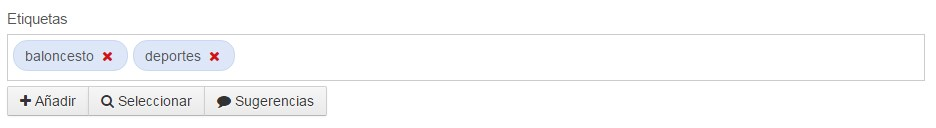 Etiquetas
baloncesto deportes
Añadir Seleccionar Sugerencias